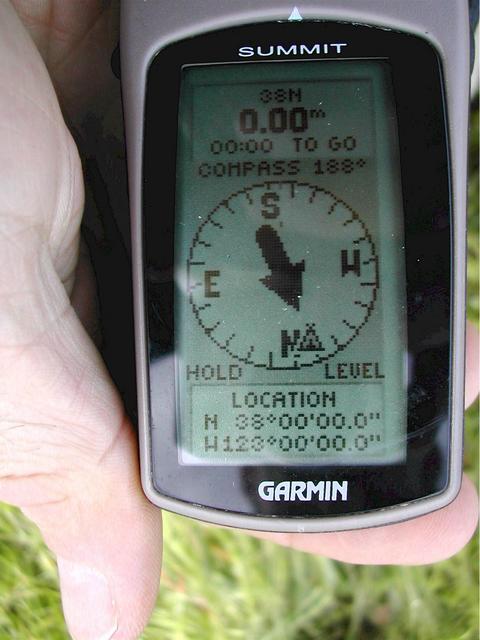 SUMMIT
38N
0.00m
00:00 TO GO
COMPASS 188°
S
E W
N
HOLD LEVEL
LOCATION
N 38°00'00.0"
W123°00'00.0"
GARMIN